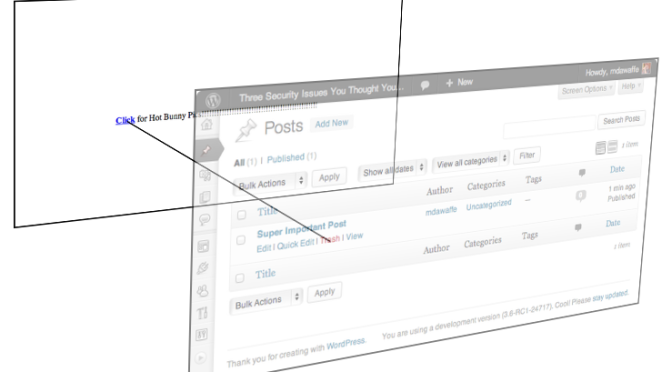 Three Security Issues You Thought You...
+ New
Howdy, mdawaffe
Screen Options
Help
Click for Hot Bunny
Posts
Add New
Search Posts
All (1) | Published (1)
1 item
Bulk Actions
Apply
Show all dates
View all categories
Filter
Title
Author
Categories
Tags
Date
Super Important Post
mdawaffe
Uncategorized
—
0
1 min ago
Published
Edit | Quick Edit | Trash | View
Title
Author
Categories
Tags
Date
Bulk Actions
Apply
1 item
Thank you for creating with WordPress.
You are using a development version (3.6-RC1-24717). Cool! Please stay updated.